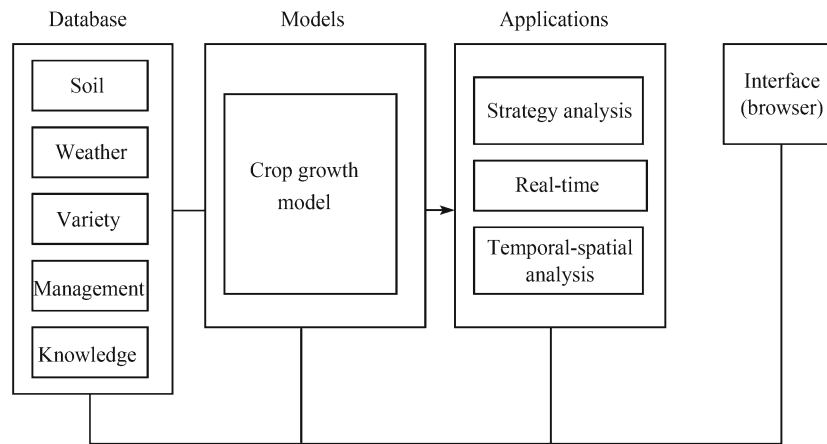 Database
Models
Applications
Soil
Weather
Variety
Management
Knowledge
Crop growth
model
Strategy analysis
Real-time
Temporal-spatial
analysis
Interface
(browser)